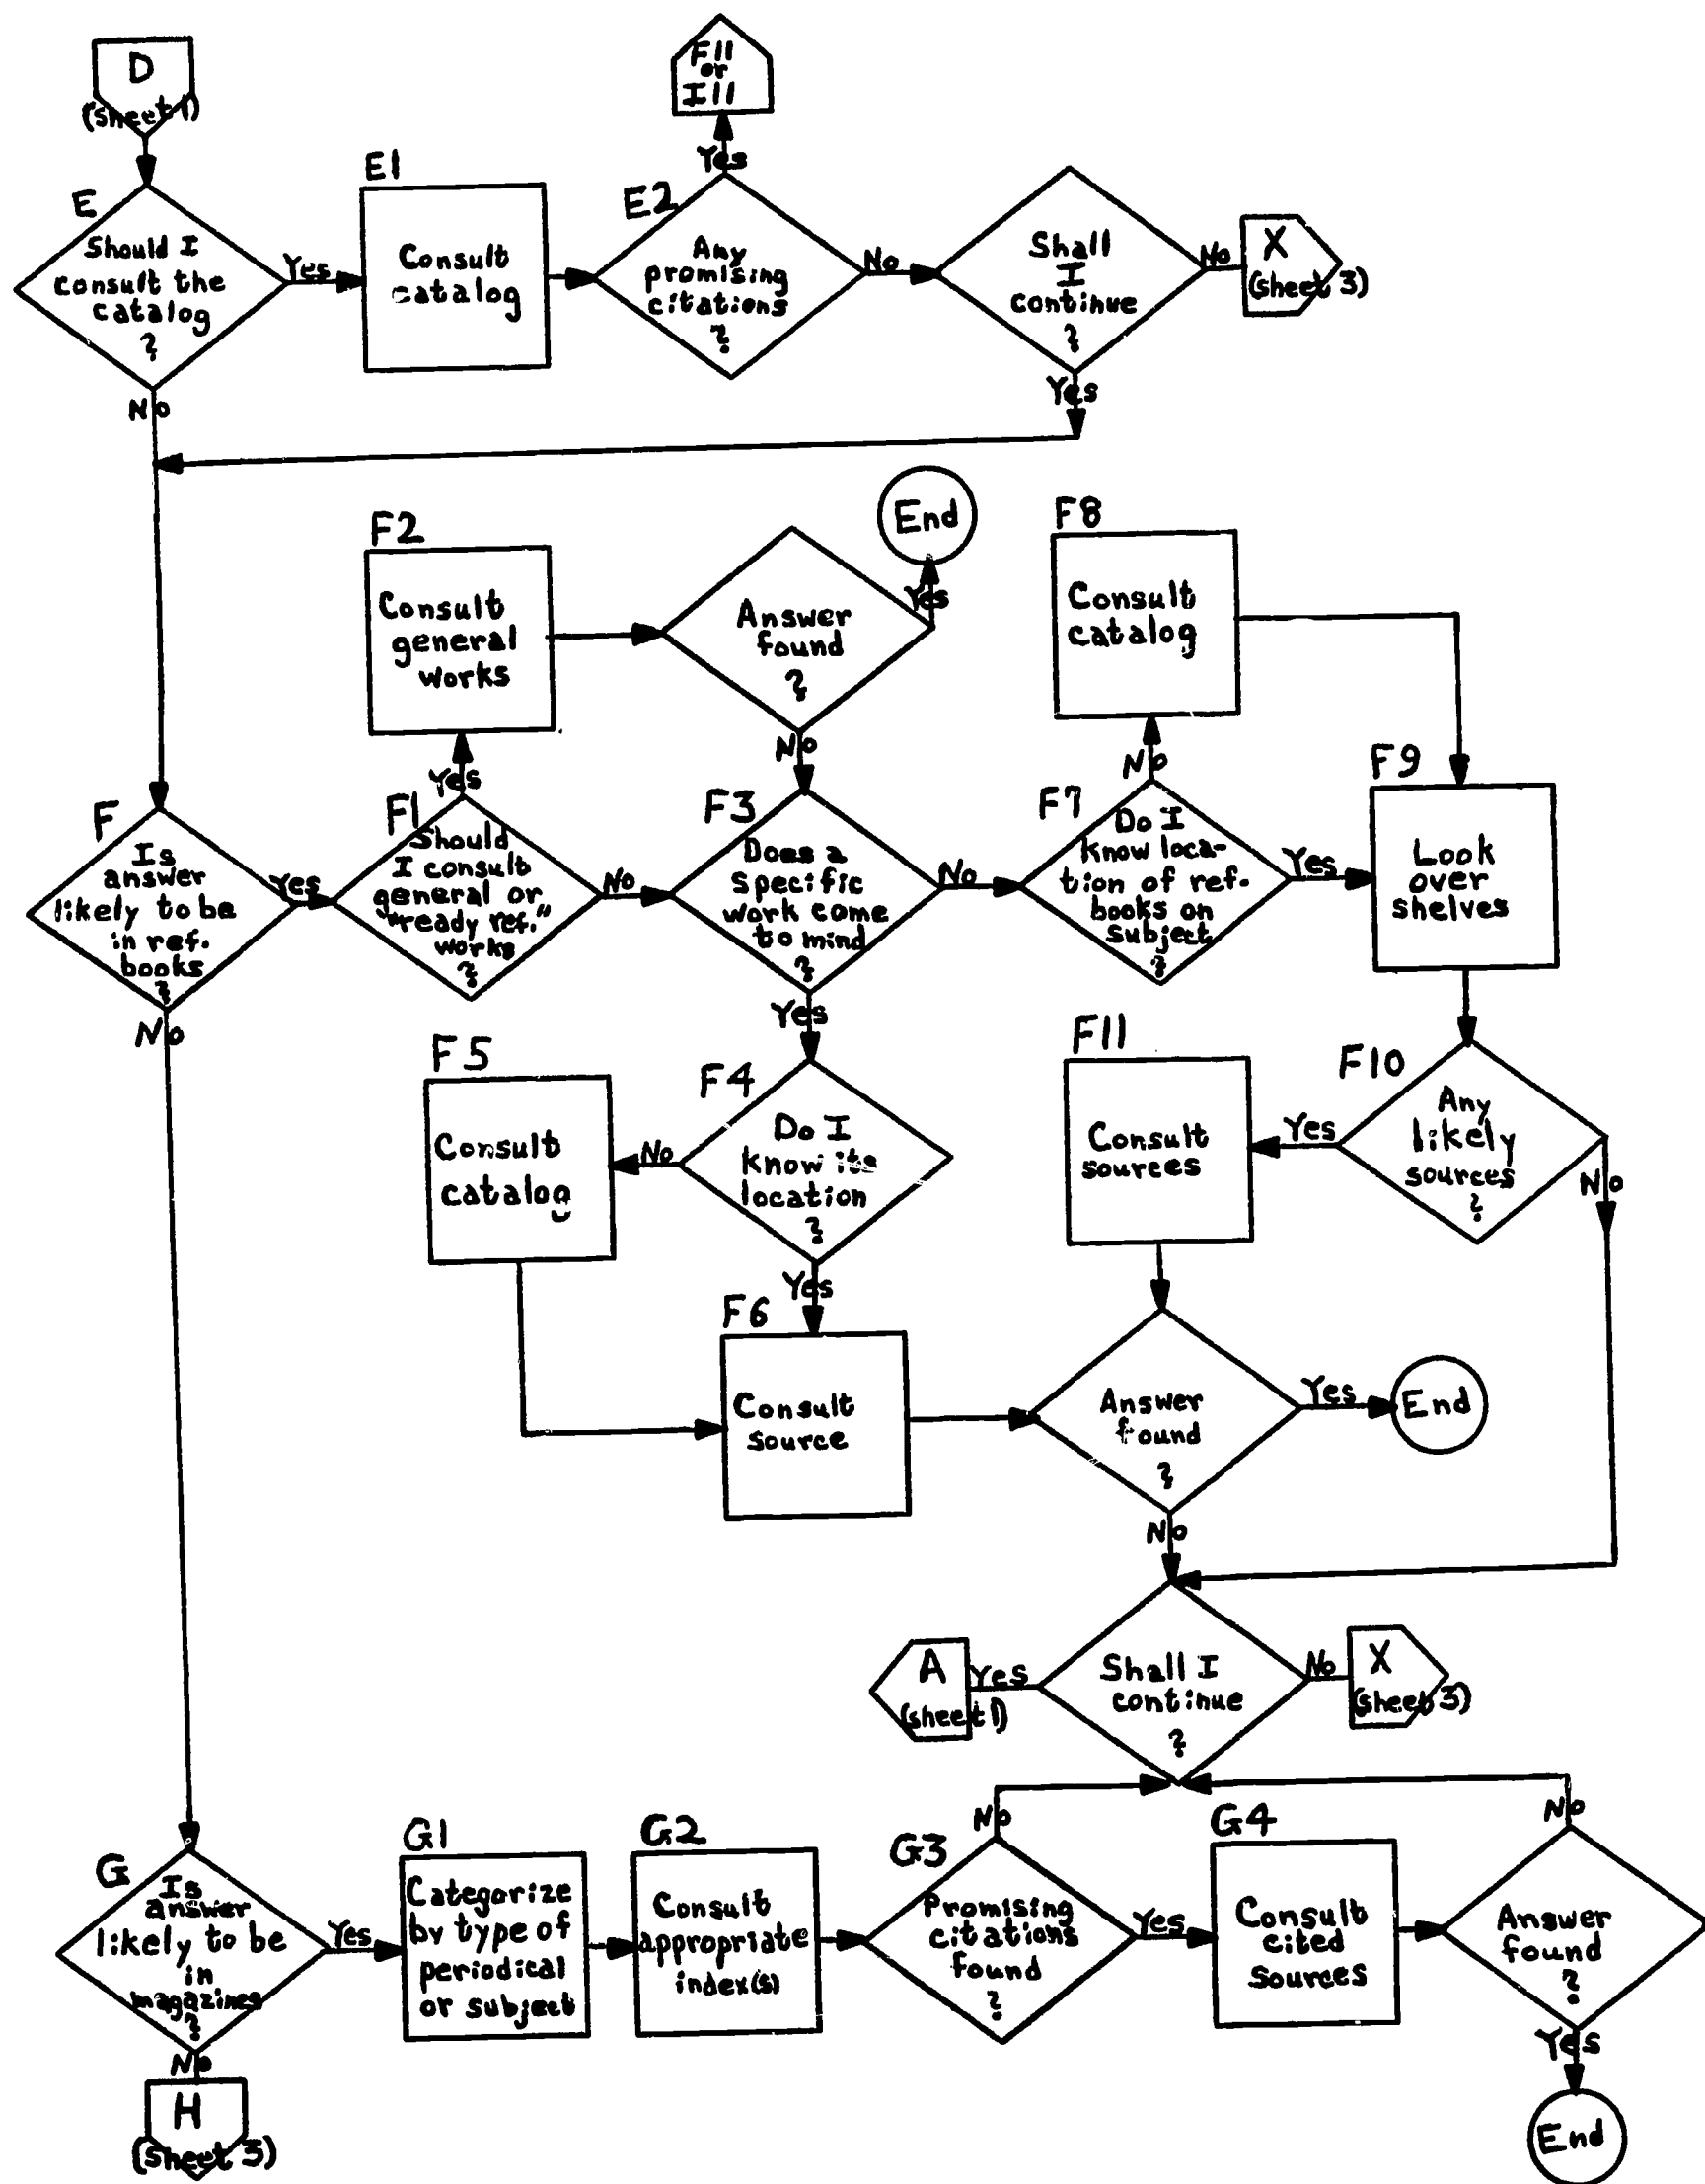 D
(sheet 1)
F11
or
I11
Yes
E
Should I
consult the
catalog
?
Yes
No
E1
Consult
catalog
E2
Any
promising
citations
?
No
Shall
I
continue
?
No
Yes
X
(sheet 3)
F2
Consult
general
works
Answer
found
?
Yes
End
No
F8
Consult
catalog
F
Is
answer
likely to be
in ref.
books
?
Yes
No
F1
Should
I consult
general or
"ready ref."
works
?
Yes
No
F3
Does a
specific
work come
to mind
?
No
Yes
F7
Do I
know loca-
tion of ref.
books on
subject
?
No
Yes
F9
Look
over
shelves
F5
Consult
catalog
F4
Do I
know its
location
?
No
Yes
F11
Consult
sources
F10
Any
likely
sources
?
Yes
No
F6
Consult
source
Answer
found
?
Yes
End
No
A
(sheet 1)
Yes
Shall I
continue
?
No
X
(sheet 3)
G
Is
answer
likely to be
in
magazines
?
Yes
No
G1
Categorize
by type of
periodical
or subject
G2
Consult
appropriate
index(s)
G3
Promising
citations
found
?
No
Yes
G4
Consult
cited
sources
Answer
found
?
No
Yes
End
H
(sheet 3)